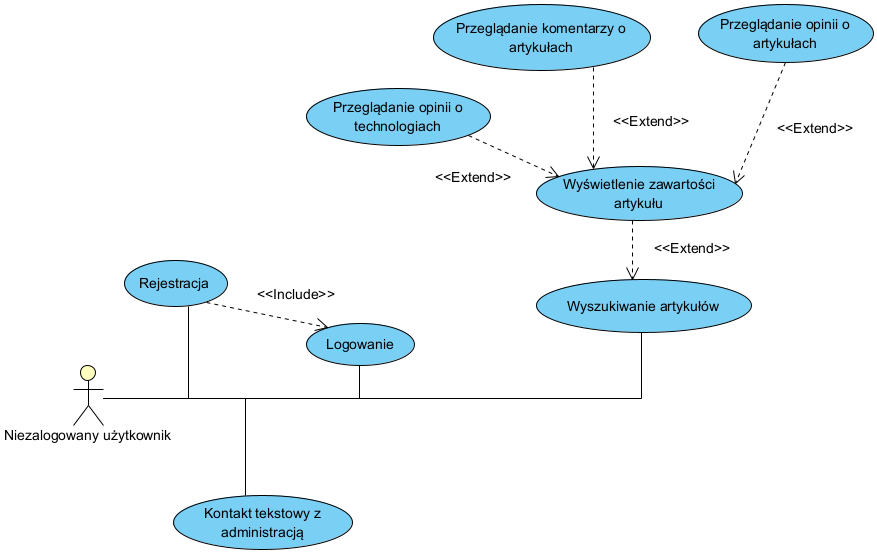 Przeglądanie komentarzy o
artykułach
Przeglądanie opinii o
artykułach
Przeglądanie opinii o
technologiach
<<Extend>>
<<Extend>>
<<Extend>>
Wyświetlenie zawartości
artykułu
<<Extend>>
Rejestracja
<<Include>>
Wyszukiwanie artykułów
Logowanie
Niezalogowany użytkownik
Kontakt tekstowy z
administracją